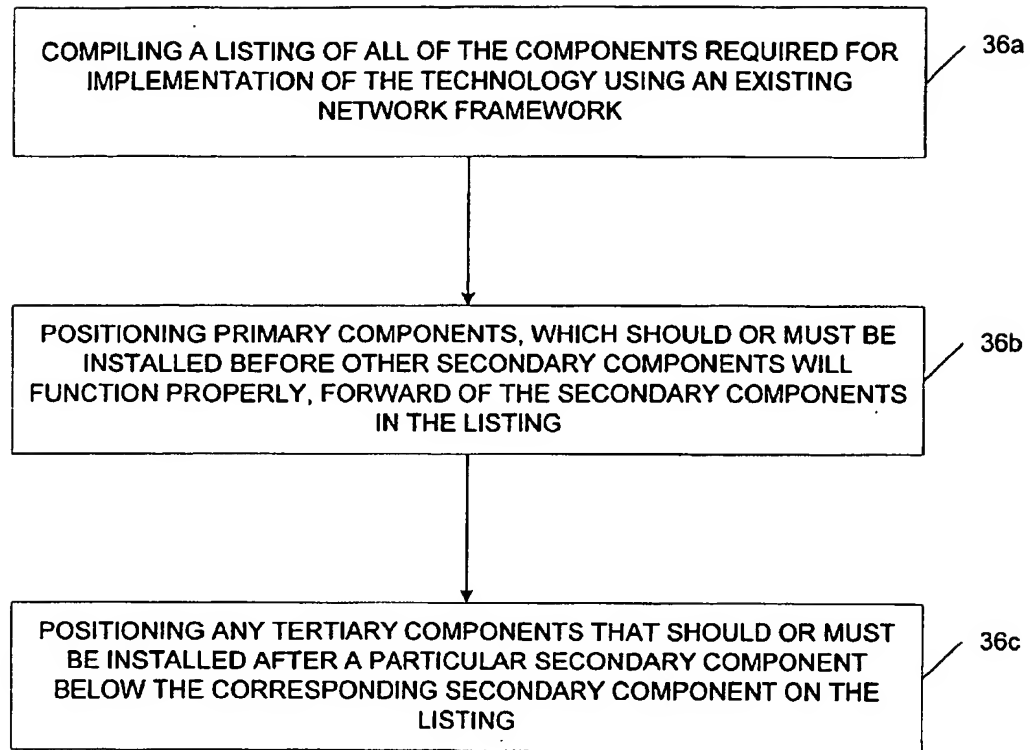 COMPILING A LISTING OF ALL OF THE COMPONENTS REQUIRED FOR
IMPLEMENTATION OF THE TECHNOLOGY USING AN EXISTING
NETWORK FRAMEWORK
36a
POSITIONING PRIMARY COMPONENTS, WHICH SHOULD OR MUST BE
INSTALLED BEFORE OTHER SECONDARY COMPONENTS WILL
FUNCTION PROPERLY, FORWARD OF THE SECONDARY COMPONENTS
IN THE LISTING
36b
POSITIONING ANY TERTIARY COMPONENTS THAT SHOULD OR MUST
BE INSTALLED AFTER A PARTICULAR SECONDARY COMPONENT
BELOW THE CORRESPONDING SECONDARY COMPONENT ON THE
LISTING
36c